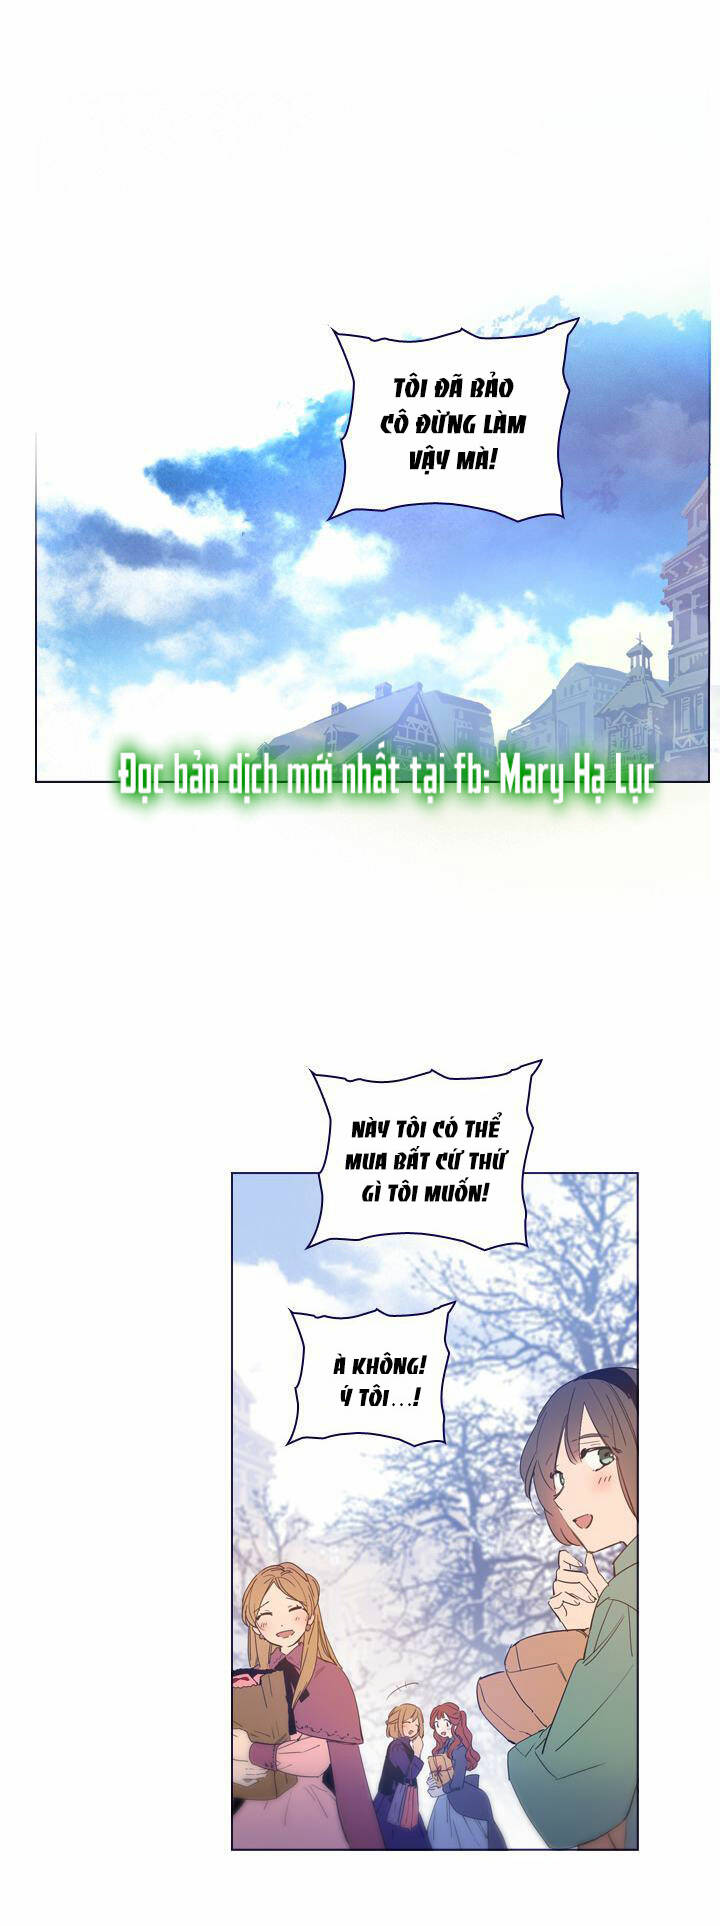 TÔI ĐÃ BẢO
CÔ ĐỪNG LÀM
VẬY MÀ!
Đọc bản dịch mới nhất tại fb: Mary Hạ Lục
NÀY TÔI CÓ THỂ
MUA BẤT CỨ THỨ
GÌ TÔI MUỐN!
À KHÔNG!
Ý TÔI...!